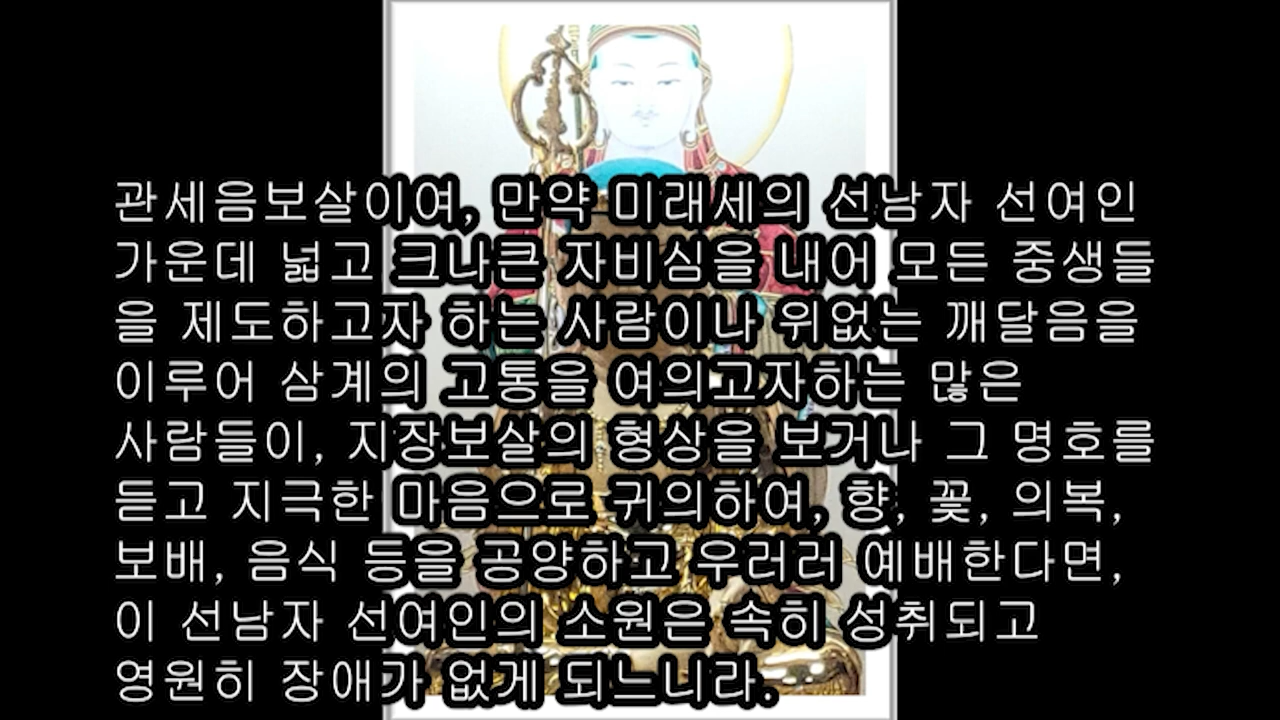 관세음보살이여, 만약 미래세의 선남자 선여인
가운데 넓고 크나큰 자비심을 내어 모든 중생들
을 제도하고자 하는 사람이나 위없는 깨달음을
이루어 삼계의 고통을 여의고자하는 많은
사람들이, 지장보살의 형상을 보거나 그 명호를
듣고 지극한 마음으로 귀의하여, 향, 꽃, 의복,
보배, 음식 등을 공양하고 우러러 예배한다면,
이 선남자 선여인의 소원은 속히 성취되고
영원히 장애가 없게 되느니라.